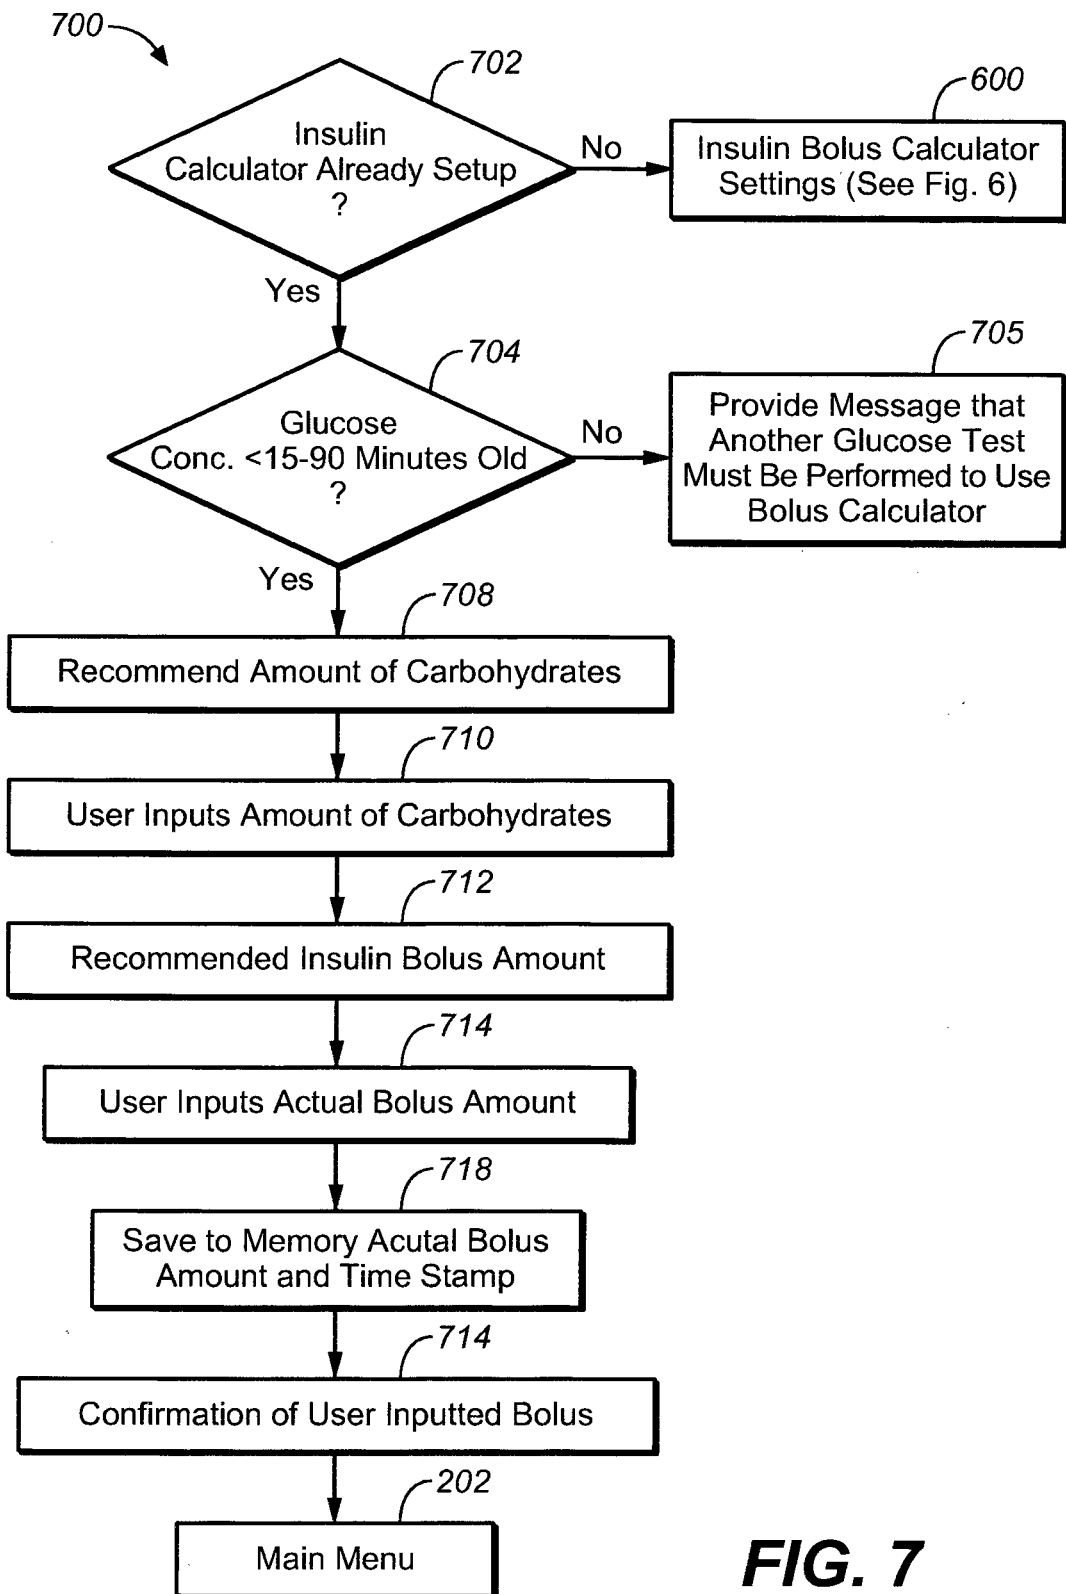 700
702
Insulin
Calculator Already Setup
?
No
600
Insulin Bolus Calculator
Settings (See Fig. 6)
Yes
704
Glucose
Conc. <15-90 Minutes Old
?
No
705
Provide Message that
Another Glucose Test
Must Be Performed to Use
Bolus Calculator
Yes
708
Recommend Amount of Carbohydrates
710
User Inputs Amount of Carbohydrates
712
Recommended Insulin Bolus Amount
714
User Inputs Actual Bolus Amount
718
Save to Memory Acutal Bolus
Amount and Time Stamp
714
Confirmation of User Inputted Bolus
202
Main Menu
FIG. 7